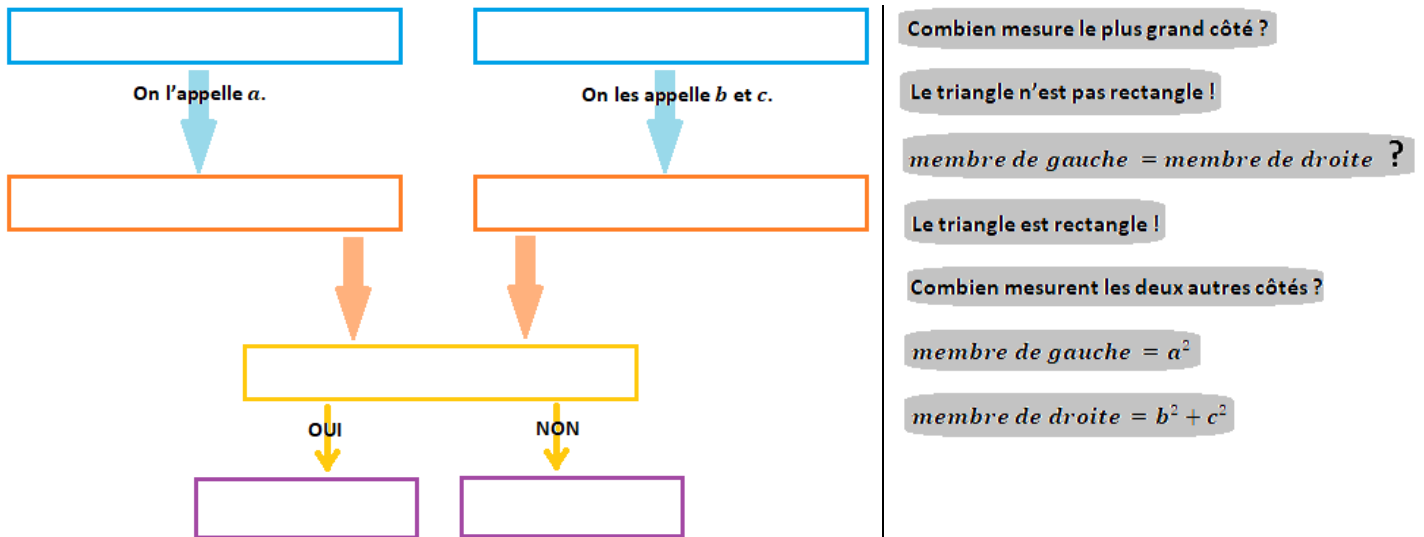 On l'appelle a.
On les appelle b et c.
OUI
NON
Combien mesure le plus grand côté ?
Le triangle n'est pas rectangle !
membre de gauche = membre de droite ?
Le triangle est rectangle !
Combien mesurent les deux autres côtés ?
membre de gauche = a²
membre de droite = b² + c²